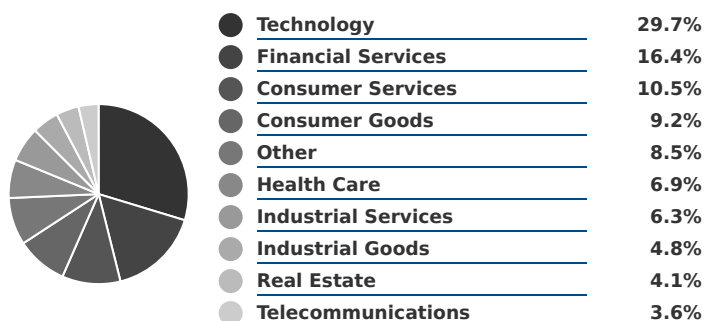 Technology 29.7%
Financial Services 16.4%
Consumer Services 10.5%
Consumer Goods 9.2%
Other 8.5%
Health Care 6.9%
Industrial Services 6.3%
Industrial Goods 4.8%
Real Estate 4.1%
Telecommunications 3.6%